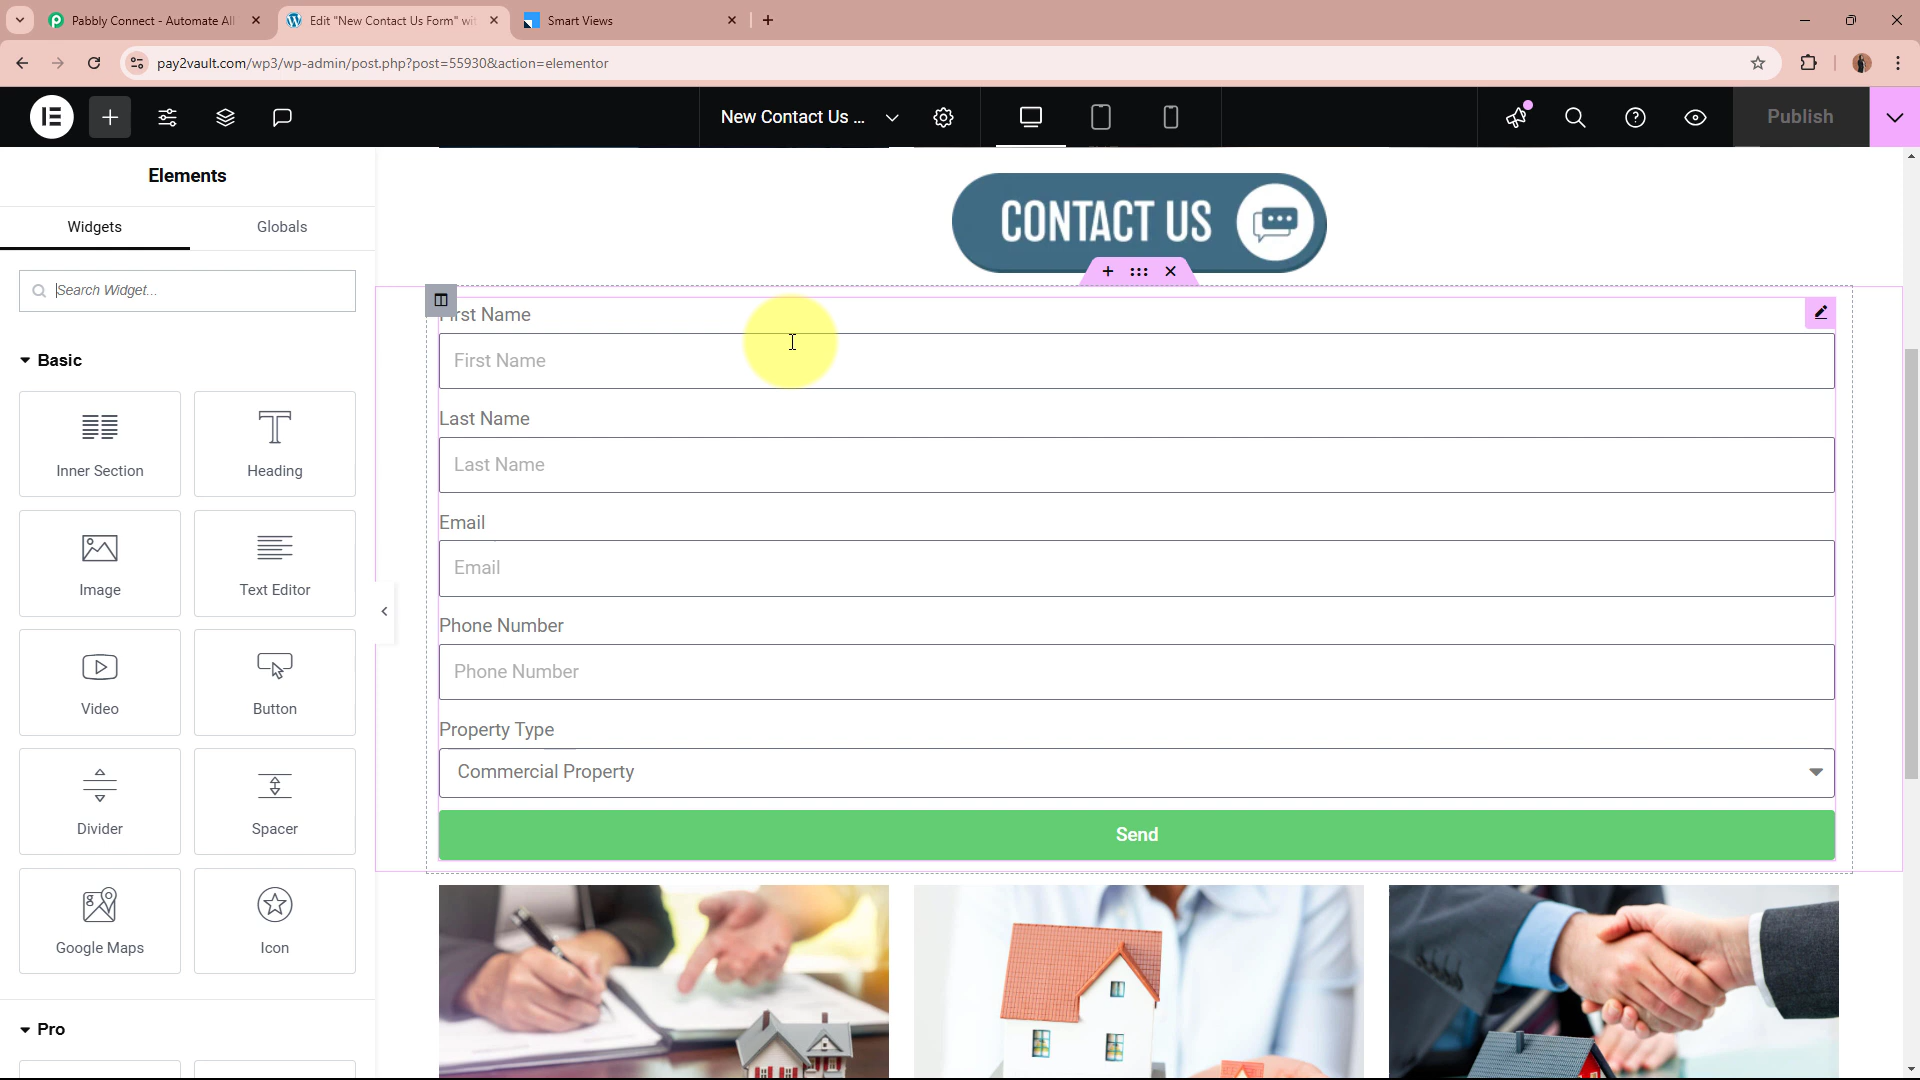 Pabbly Connect - Automate All
Edit "New Contact Us Form" wit
Smart Views
pay2vault.com/wp3/wp-admin/post.php?post=55930&action=elementor
New Contact Us ...
Publish
Elements
Widgets
Globals
Search Widget...
Basic
Inner Section
Heading
Image
Text Editor
Video
Button
Divider
Spacer
Google Maps
Icon
Pro
CONTACT US
First Name
First Name
Last Name
Last Name
Email
Email
Phone Number
Phone Number
Property Type
Commercial Property
Send